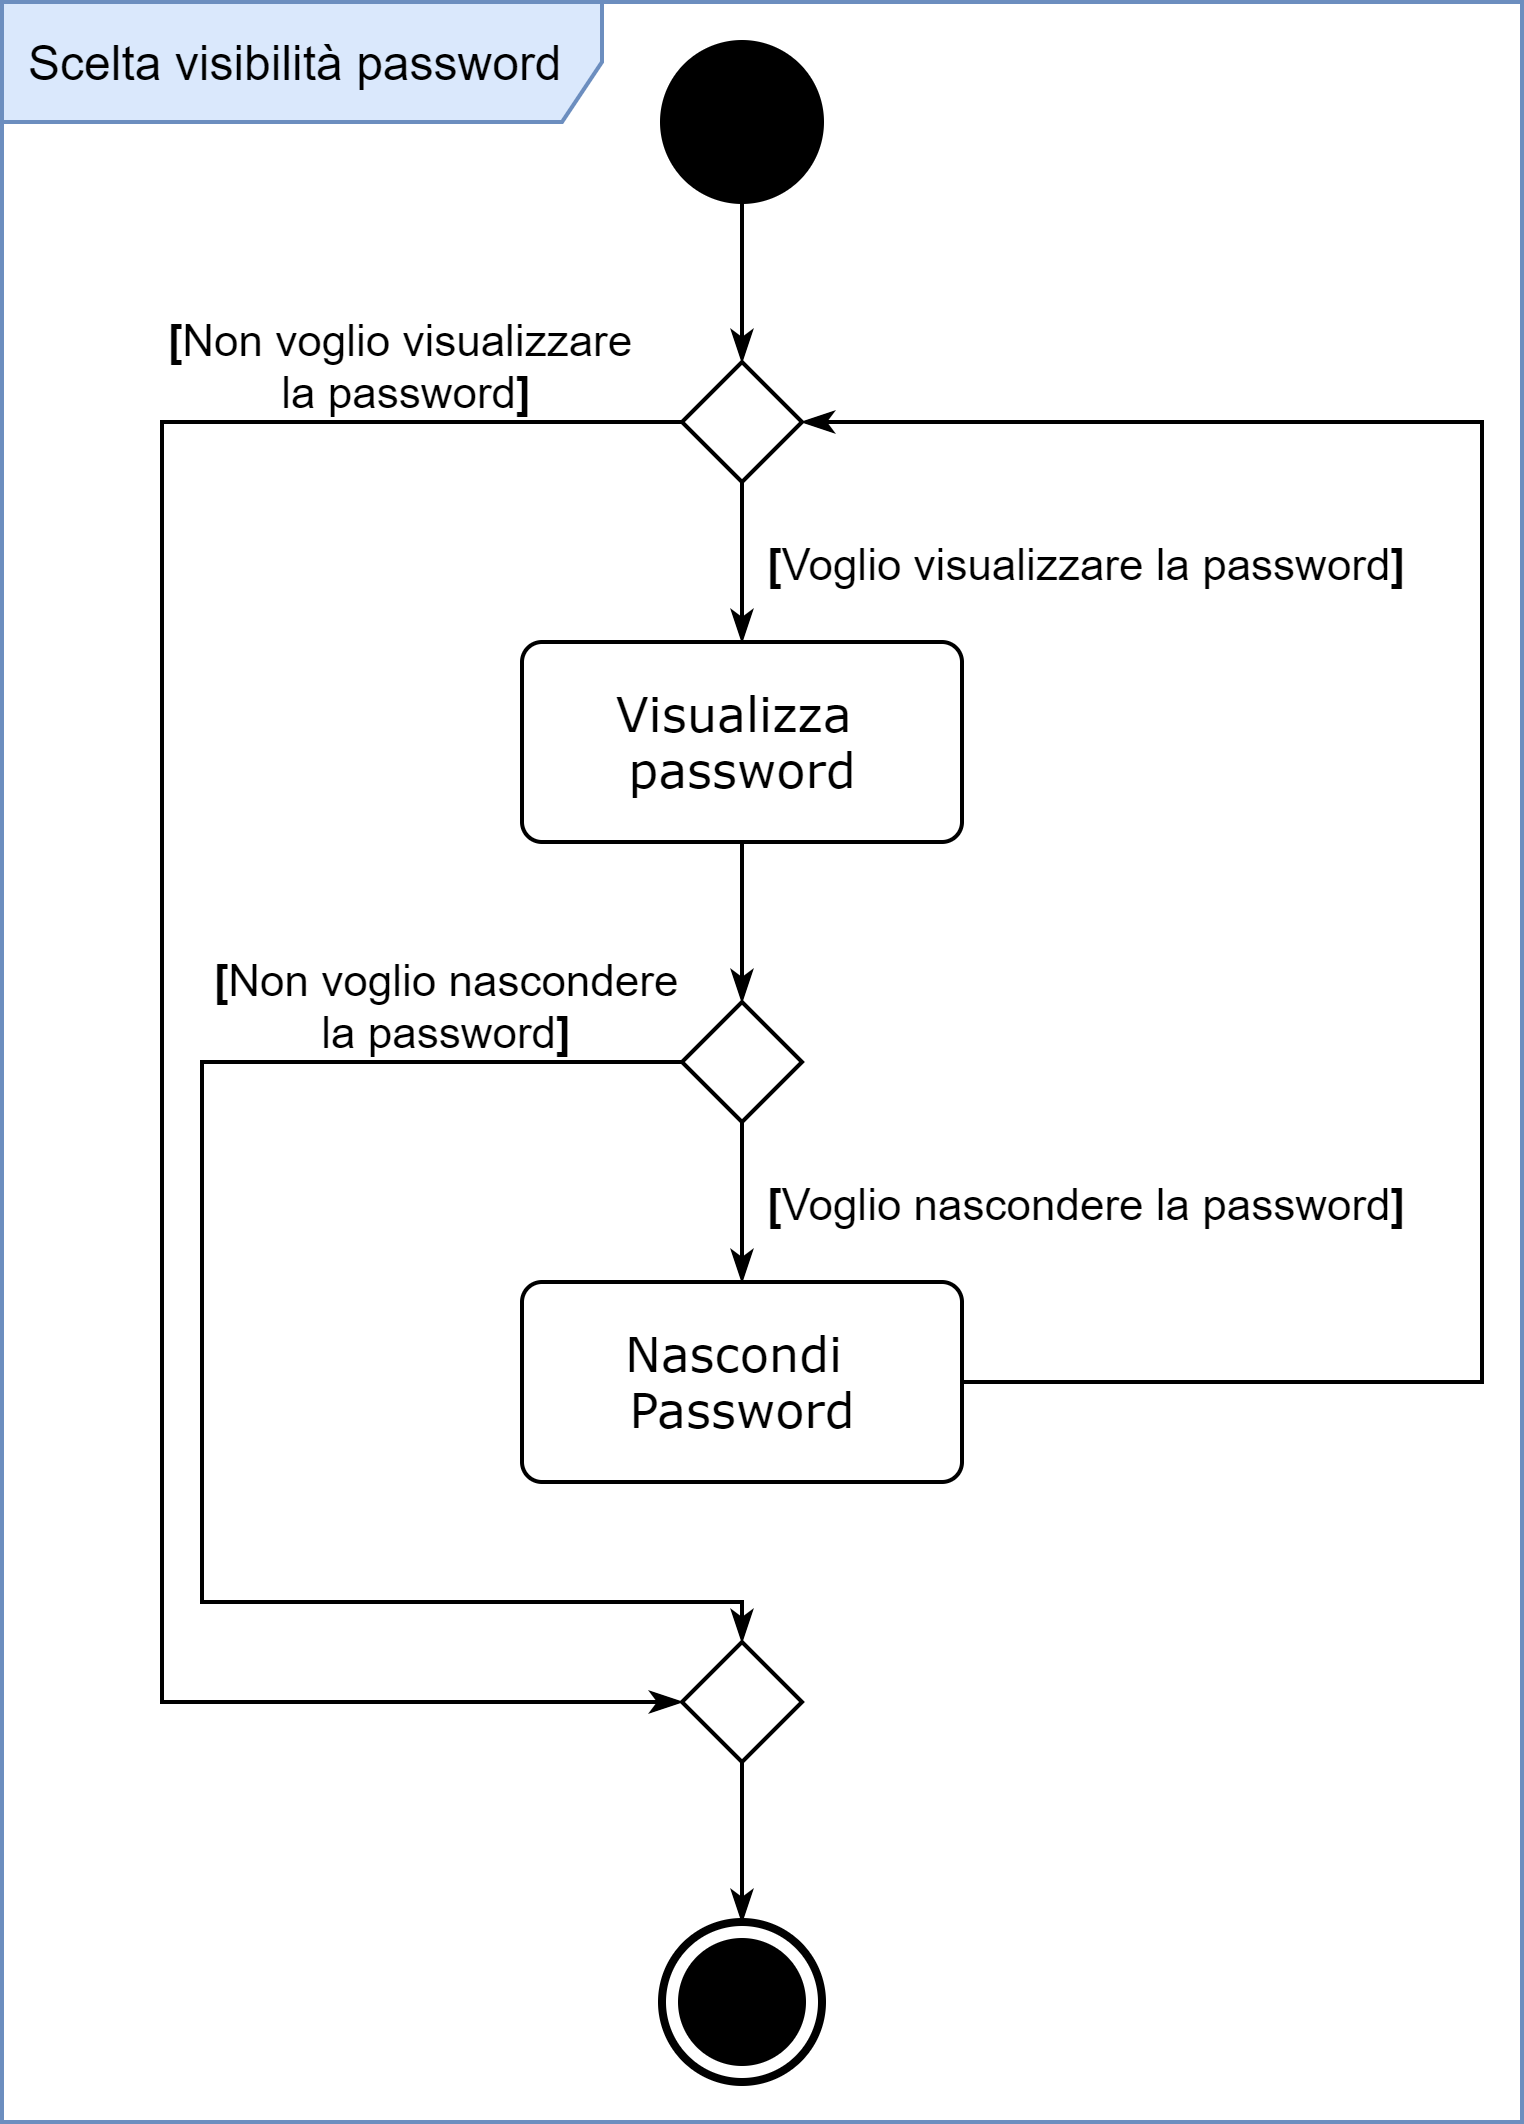 Scelta visibilità password
[Non voglio visualizzare
la password]
[Voglio visualizzare la password]
Visualizza
password
[Non voglio nascondere
la password]
[Voglio nascondere la password]
Nascondi
Password